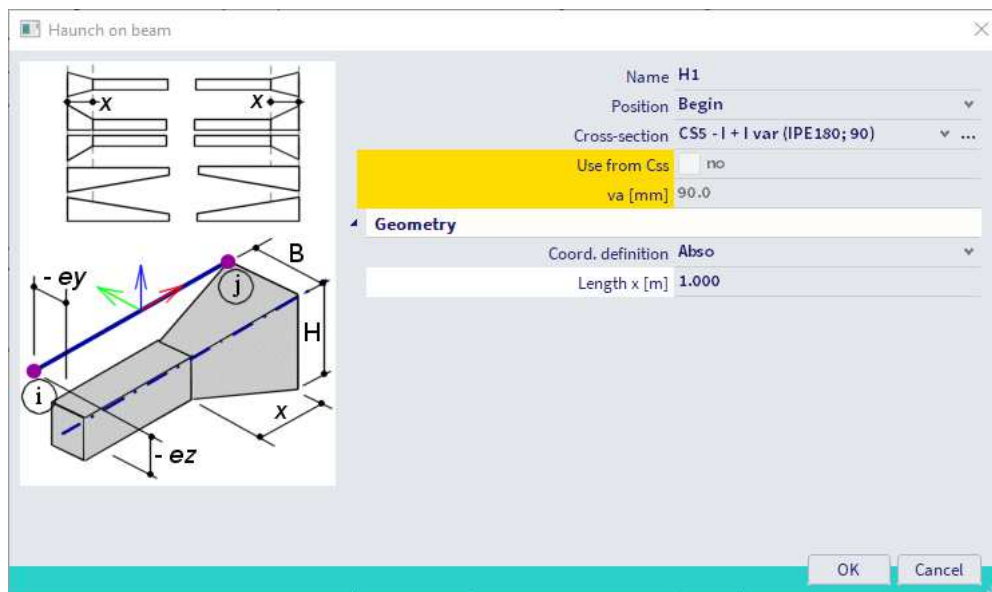 Haunch on beam
x
x
B
- ey
j
H
i
x
- ez
Name H1
Position Begin
Cross-section CS5 - I + I var (IPE180; 90) ...
Use from Css no
va [mm] 90.0
Geometry
Coord. definition Abso
Length x [m] 1.000
OK Cancel